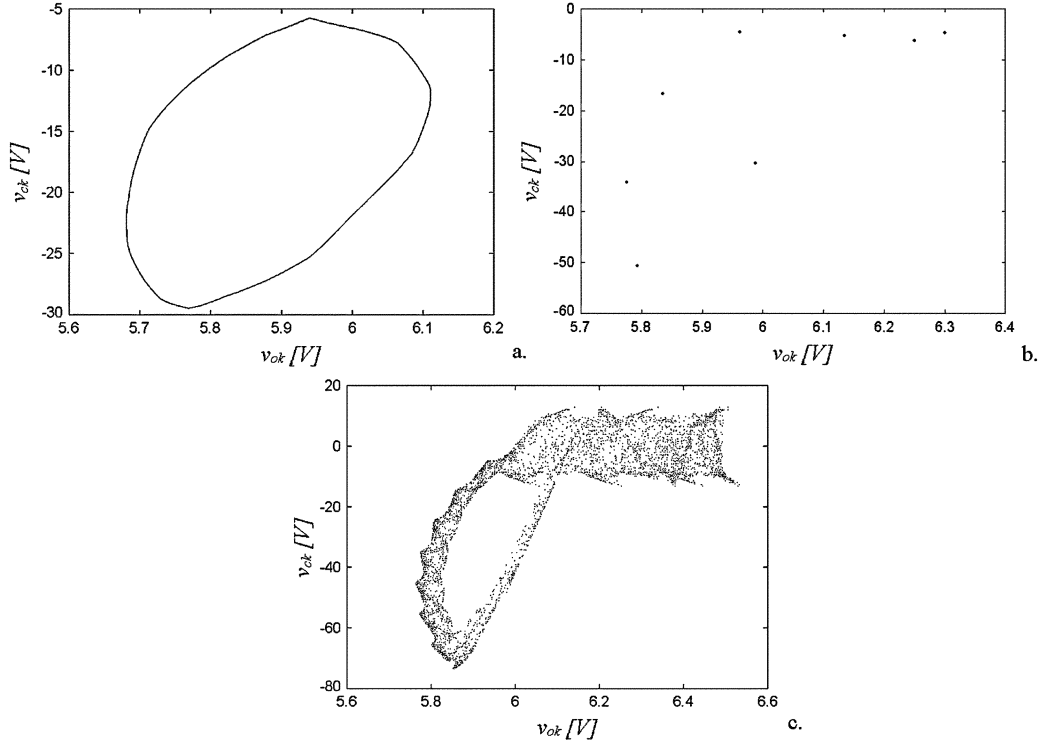 -5
-10
-15
-20
-25
-30
v_ck [V]
5.6 5.7 5.8 5.9 6 6.1 6.2
v_ok [V]
a.
0
-10
-20
-30
-40
-50
-60
v_ck [V]
5.7 5.8 5.9 6 6.1 6.2 6.3 6.4
v_ok [V]
b.
20
0
-20
-40
-60
-80
v_ck [V]
5.6 5.8 6 6.2 6.4 6.6
v_ok [V]
c.